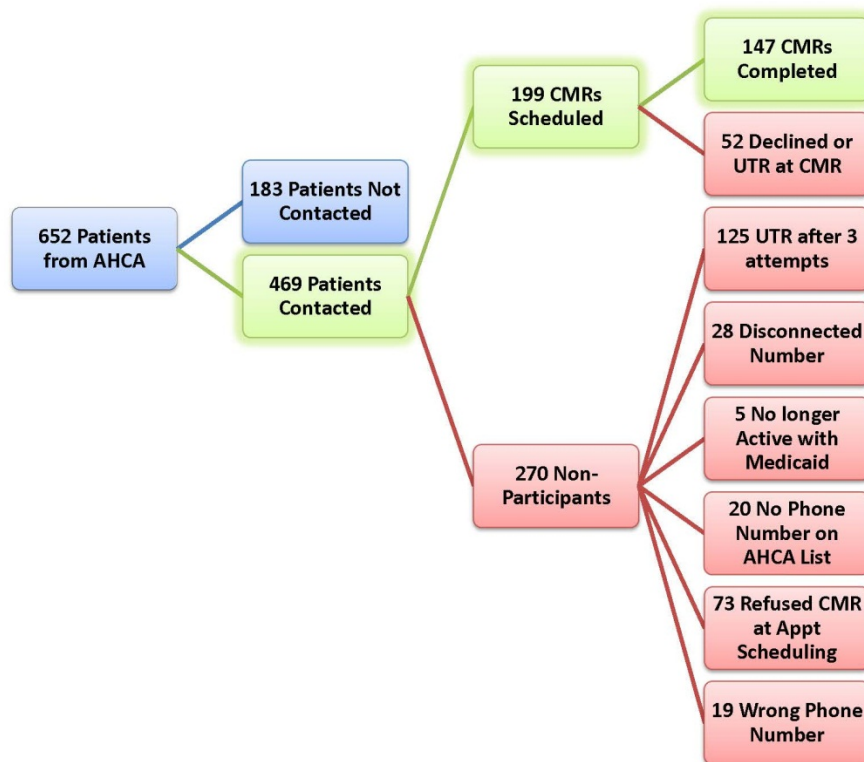 652 Patients
from AHCA
183 Patients Not
Contacted
469 Patients
Contacted
199 CMRs
Scheduled
270 Non-
Participants
147 CMRs
Completed
52 Declined or
UTR at CMR
125 UTR after 3
attempts
28 Disconnected
Number
5 No longer
Active with
Medicaid
20 No Phone
Number on
AHCA List
73 Refused CMR
at Appt
Scheduling
19 Wrong Phone
Number